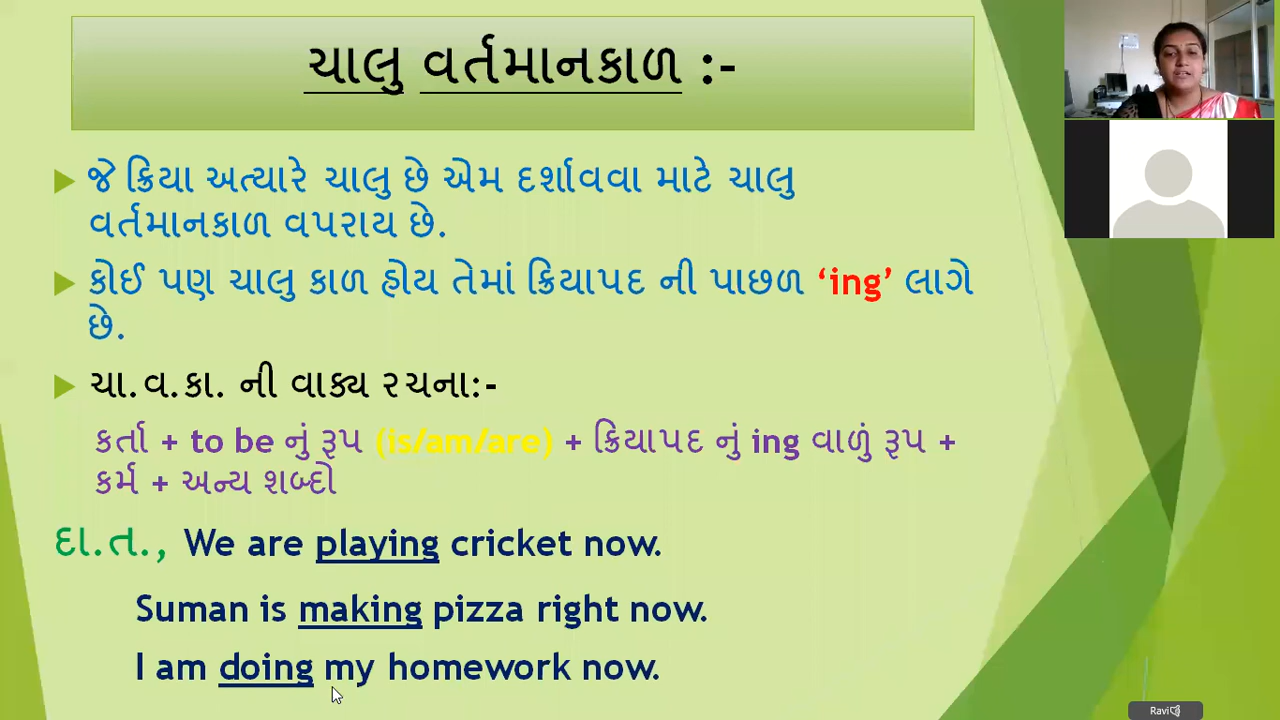 ચાલુ વર્તમાનકાળ :-
જે ક્રિયા અત્યારે ચાલુ છે એમ દર્શાવવા માટે ચાલુ
વર્તમાનકાળ વપરાય છે.
કોઈ પણ ચાલુ કાળ હોય તેમાં ક્રિયાપદ ની પાછળ ‘ing’ લાગે
છે.
ચા.વ.કા. ની વાક્ય રચના:-
કર્તા + to be નું રૂપ (is/am/are) + ક્રિયાપદ નું ing વાળું રૂપ +
કર્મ + અન્ય શબ્દો
દા.ત., We are playing cricket now.
Suman is making pizza right now.
I am doing my homework now.
Ravi